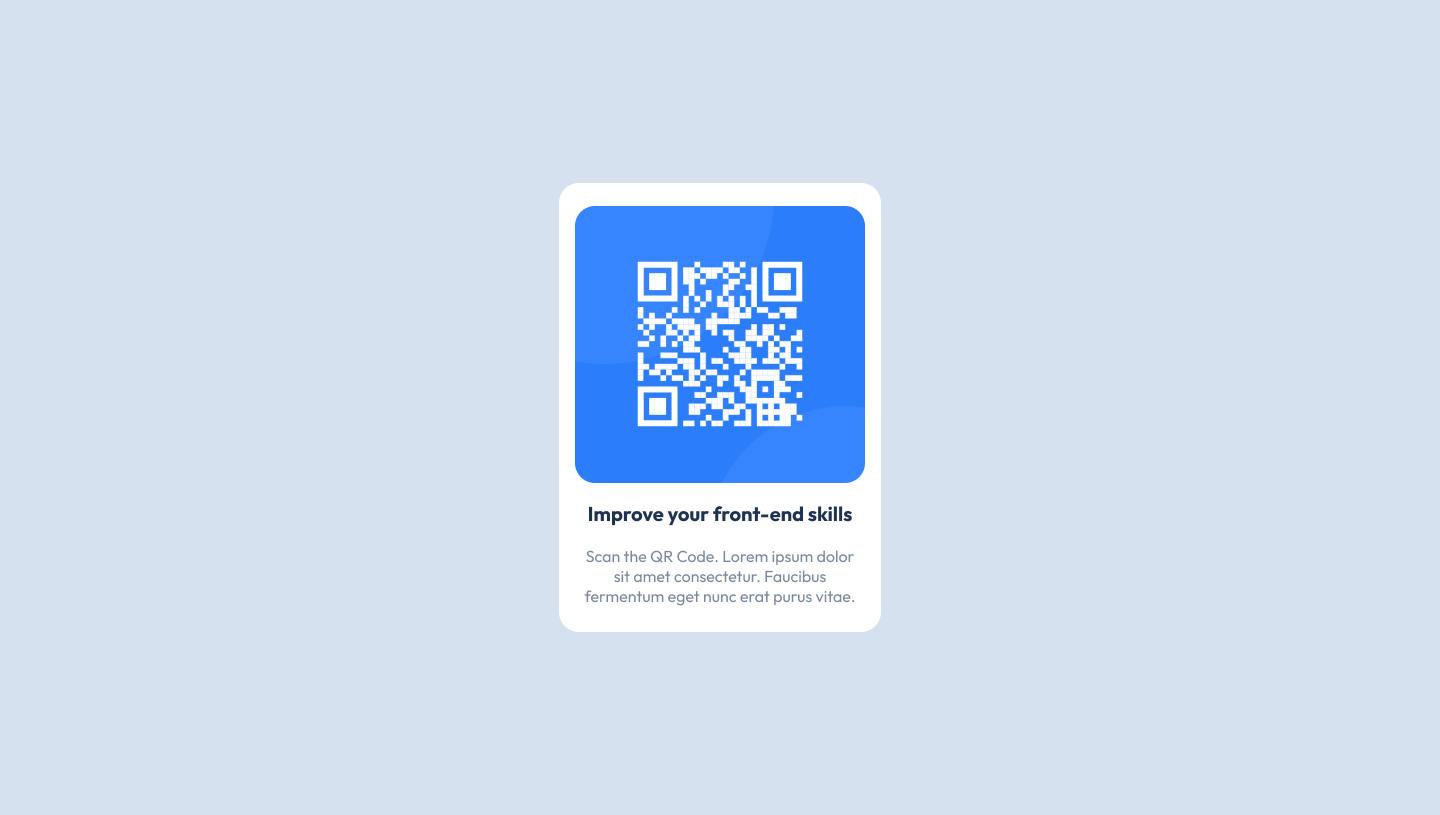 Improve your front-end skills
Scan the QR Code. Lorem ipsum dolor
sit amet consectetur. Faucibus
fermentum eget nunc erat purus vitae.